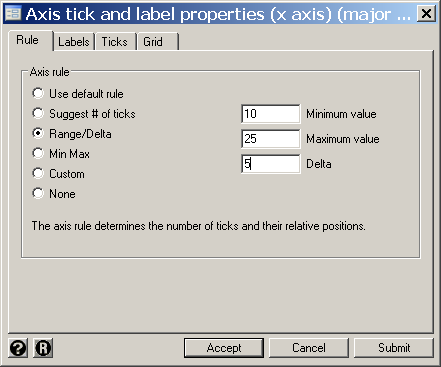 Axis tick and label properties (x axis) (major ...
Rule Labels Ticks Grid
Axis rule
Use default rule
Suggest # of ticks 10 Minimum value
Range/Delta 25 Maximum value
Min Max 5 Delta
Custom
None
The axis rule determines the number of ticks and their relative positions.
? R Accept Cancel Submit